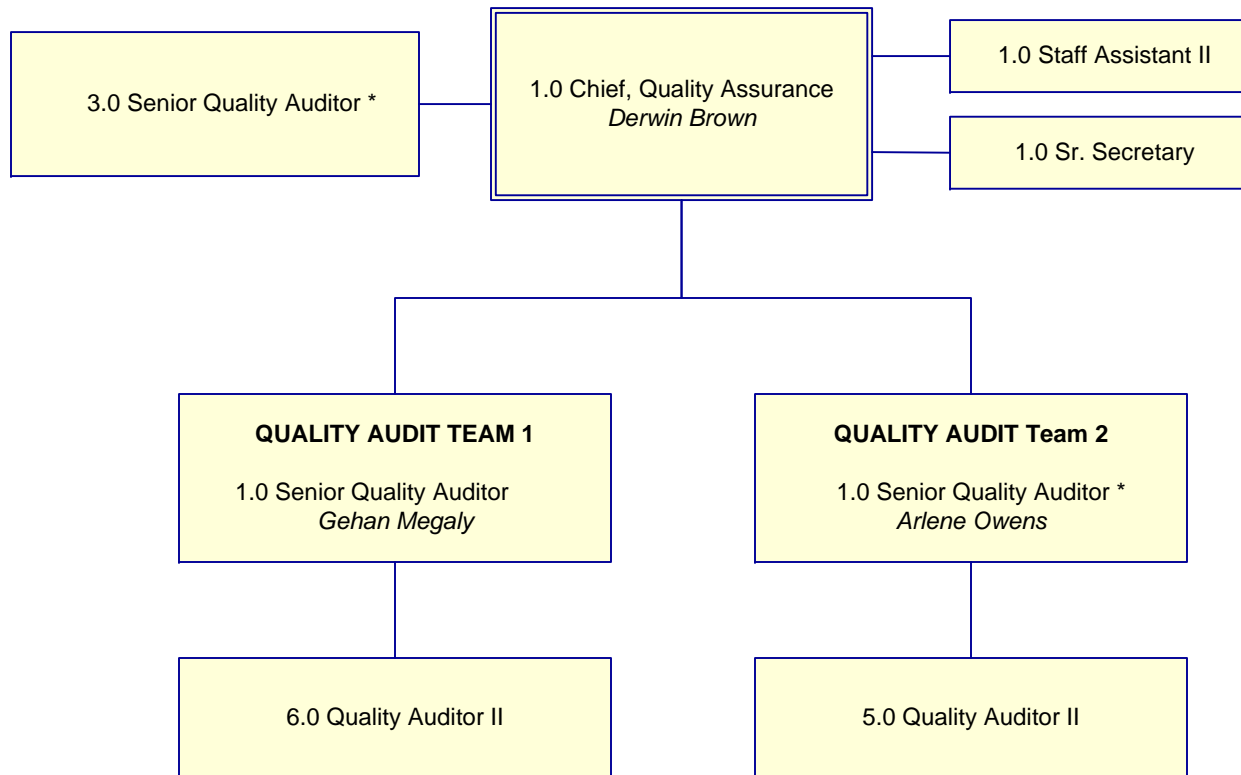 3.0 Senior Quality Auditor *
1.0 Chief, Quality Assurance
Derwin Brown
1.0 Staff Assistant II
1.0 Sr. Secretary
QUALITY AUDIT TEAM 1
1.0 Senior Quality Auditor
Gehan Megaly
QUALITY AUDIT Team 2
1.0 Senior Quality Auditor *
Arlene Owens
6.0 Quality Auditor II
5.0 Quality Auditor II